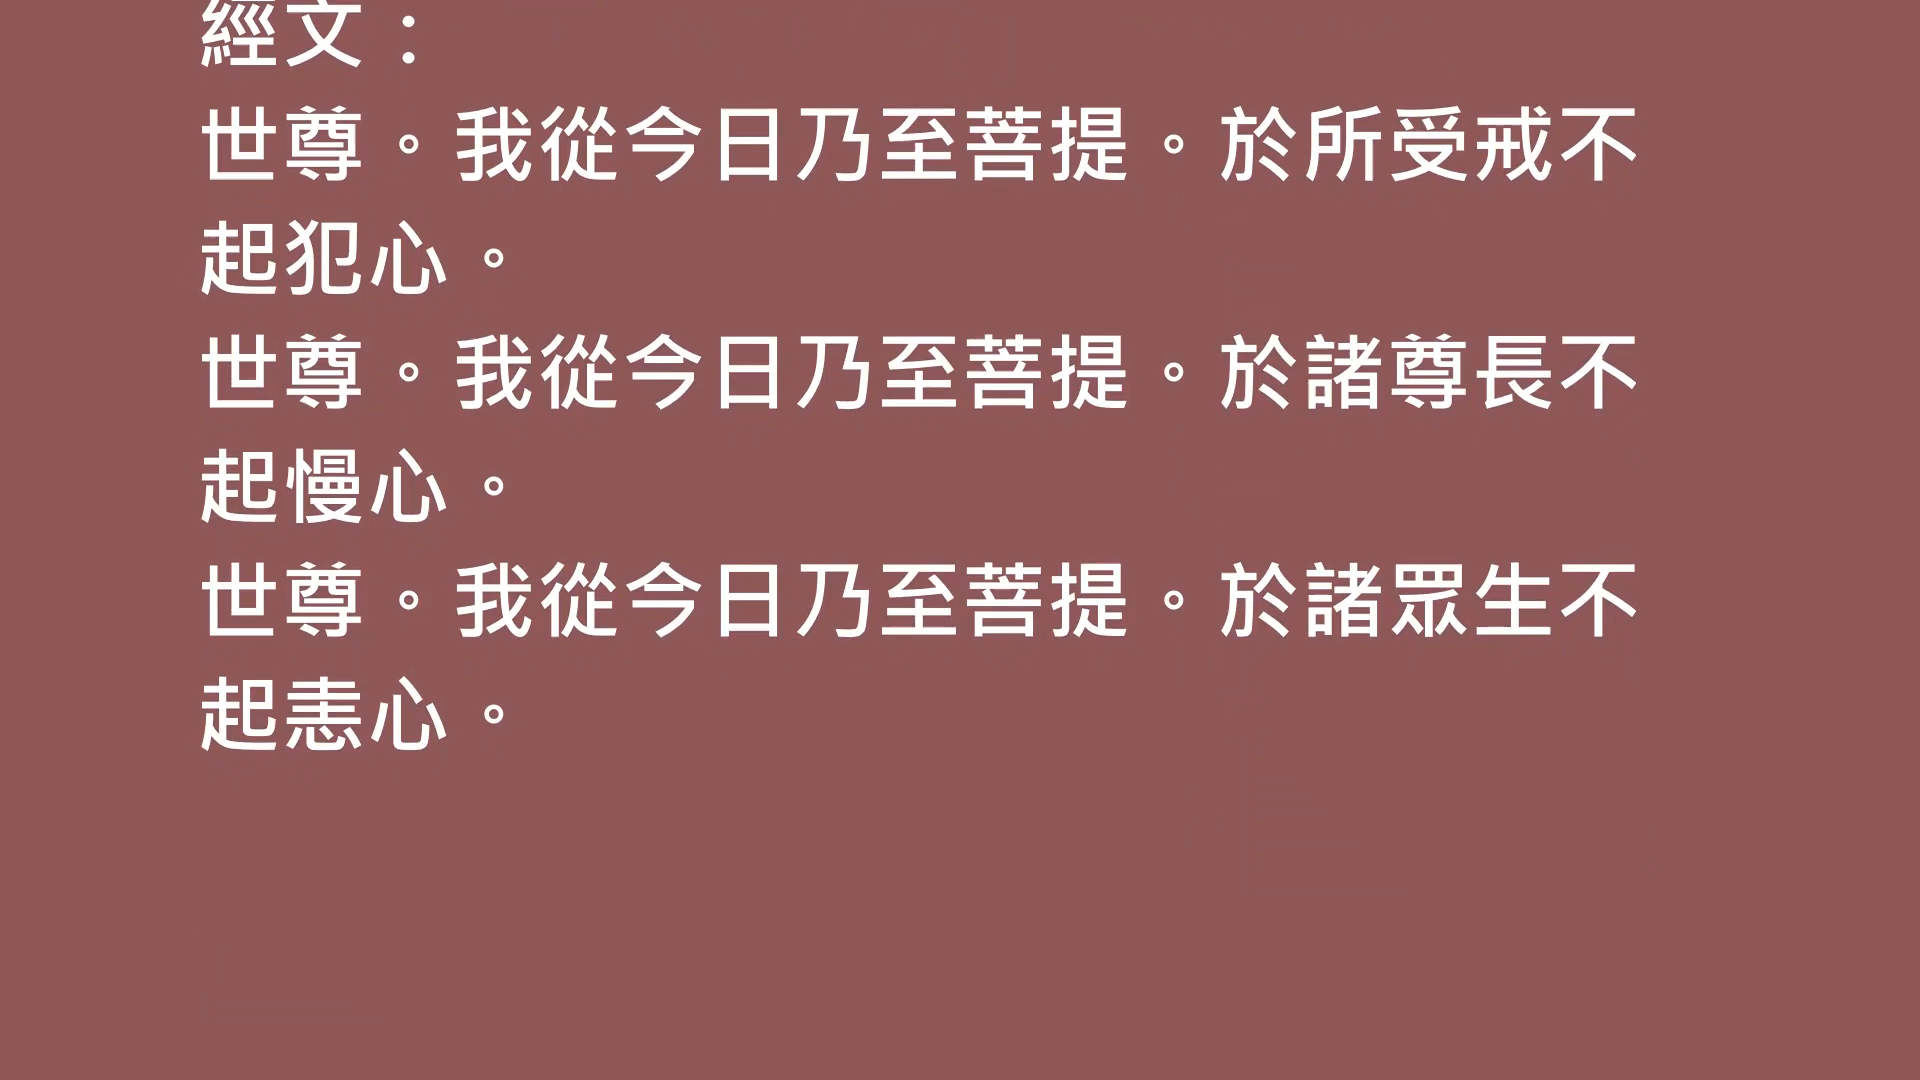 經文：
世尊。我從今日乃至菩提。於所受戒不
起犯心。
世尊。我從今日乃至菩提。於諸尊長不
起慢心。
世尊。我從今日乃至菩提。於諸眾生不
起恚心。